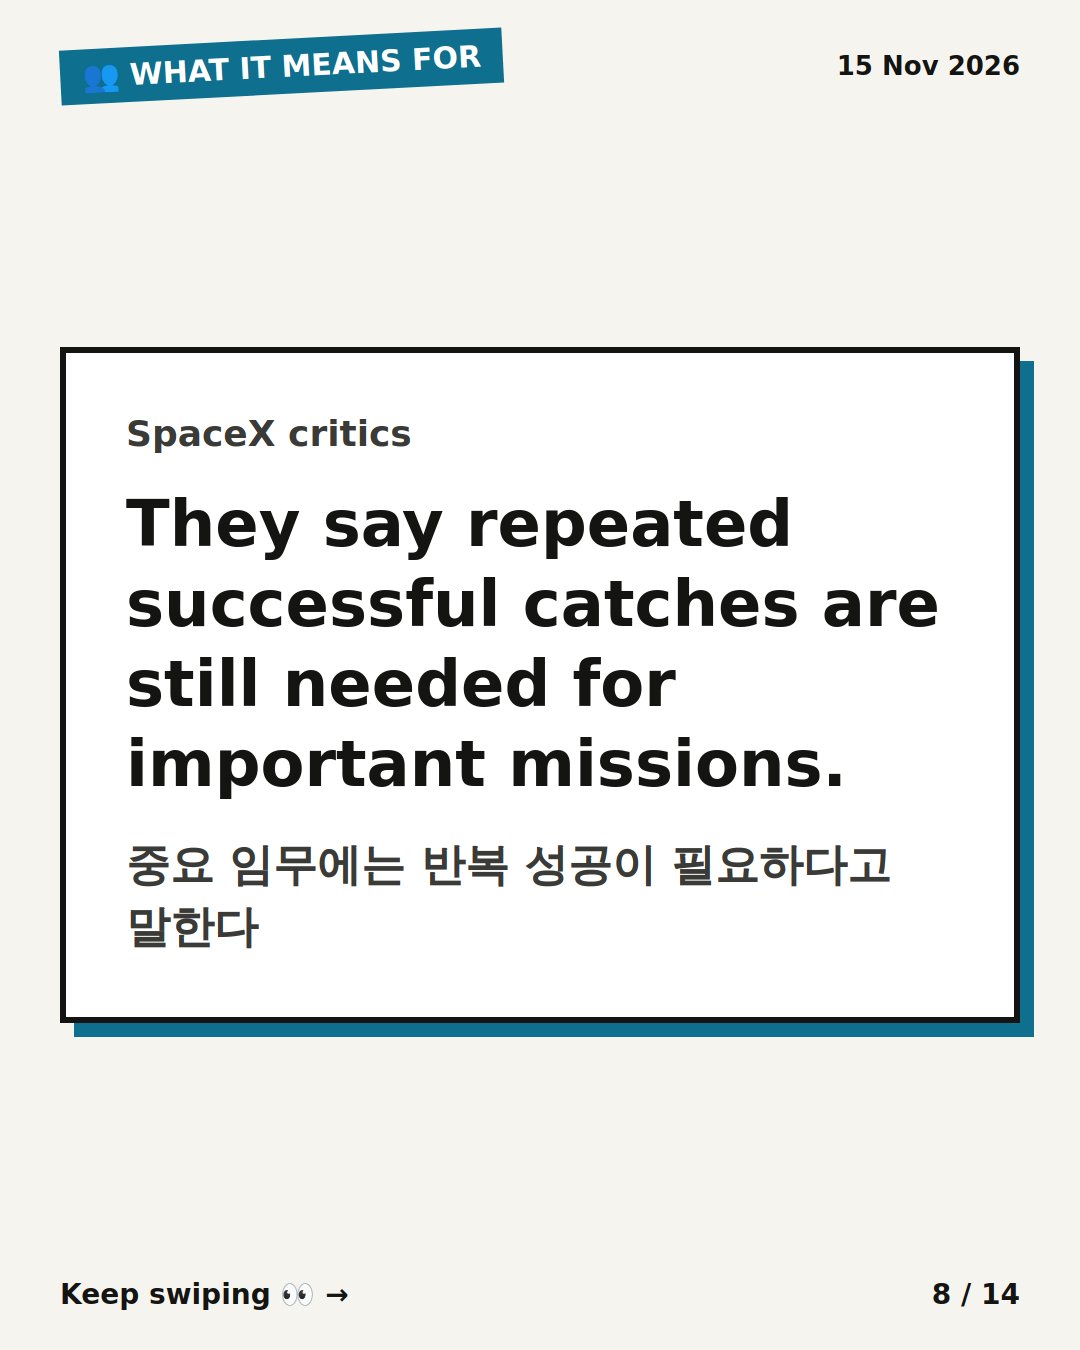 👥 WHAT IT MEANS FOR
15 Nov 2026
SpaceX critics
They say repeated
successful catches are
still needed for
important missions.
중요 임무에는 반복 성공이 필요하다고
말한다
Keep swiping 👀 →
8 / 14